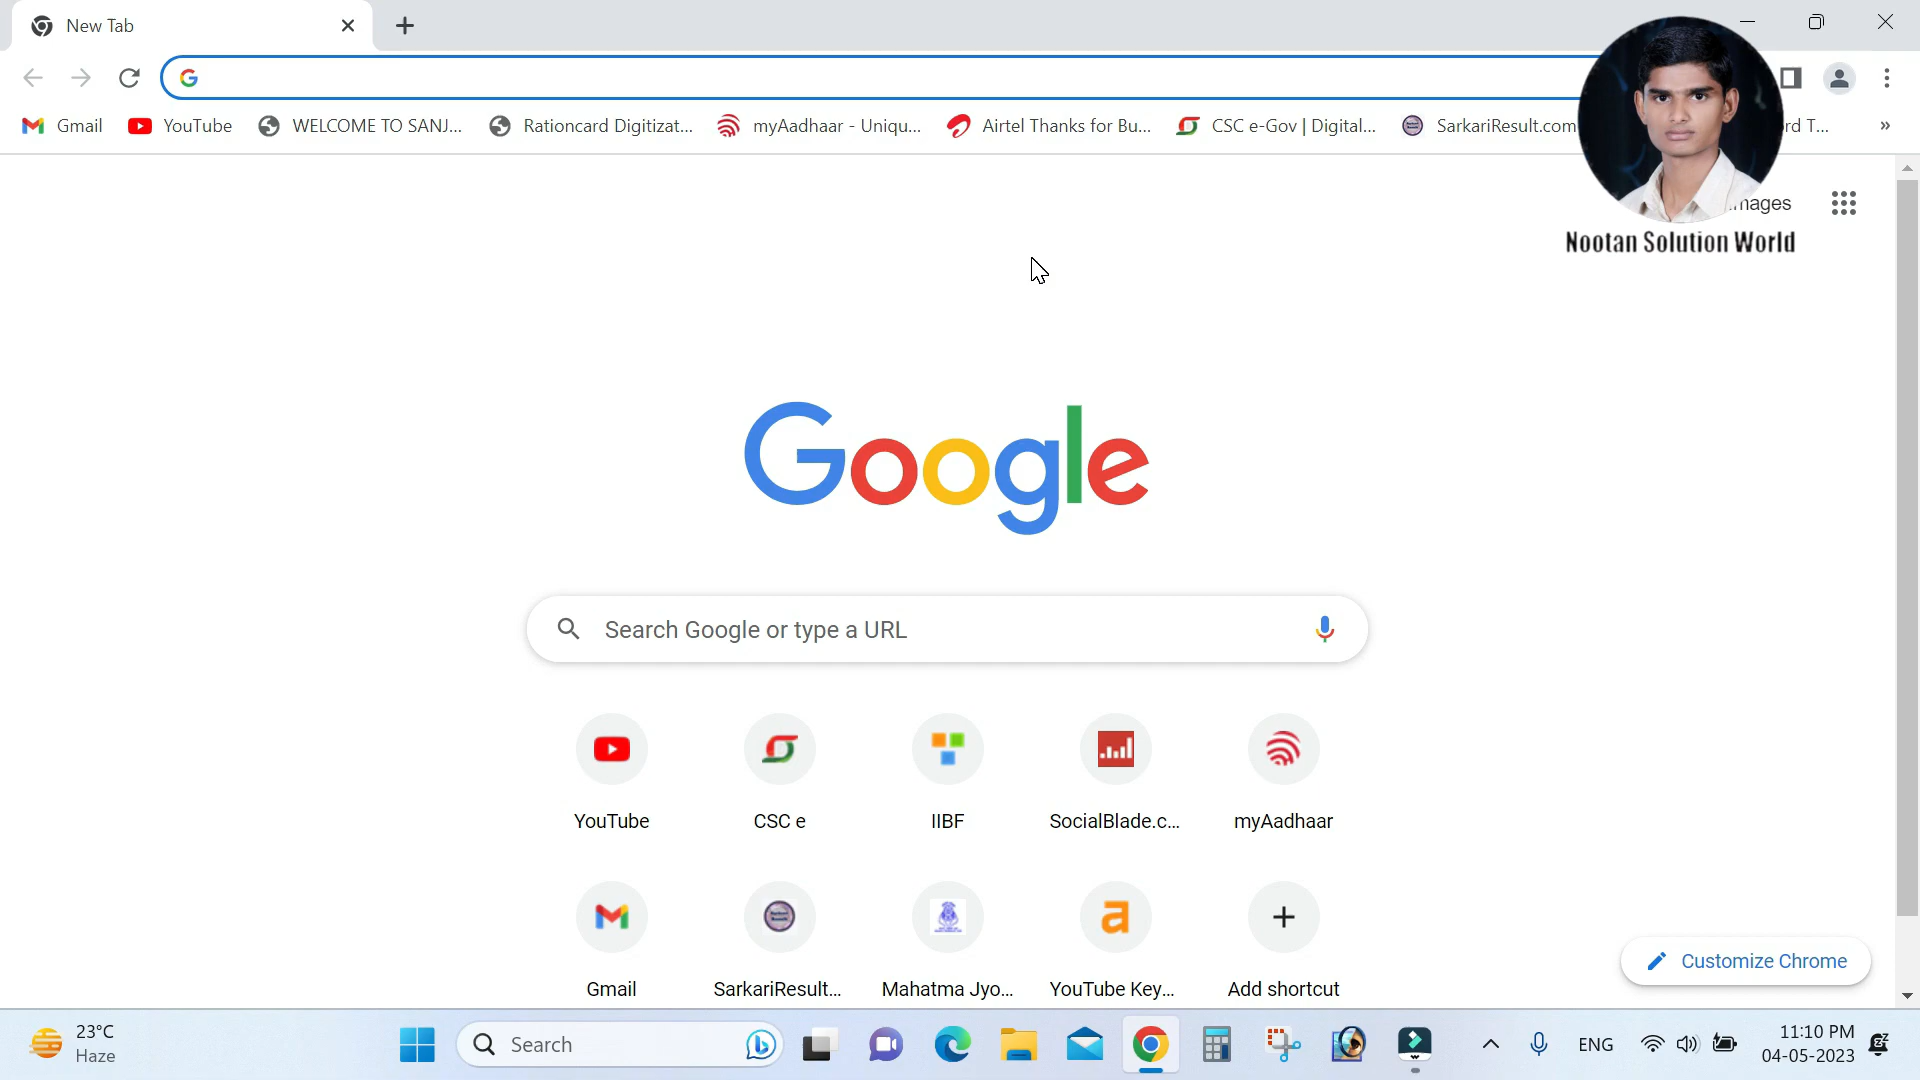 New Tab
Gmail YouTube WELCOME TO SANJ... Rationcard Digitizat... myAadhaar - Uniqu... Airtel Thanks for Bu... CSC e-Gov | Digital... SarkariResult.com rd T... »
mages
Nootan Solution World
Google
Search Google or type a URL
YouTube CSC e IIBF SocialBlade.c... myAadhaar
Gmail SarkariResult... Mahatma Jyo... YouTube Key... Add shortcut
Customize Chrome
23°C
Haze
Search
ENG
11:10 PM
04-05-2023